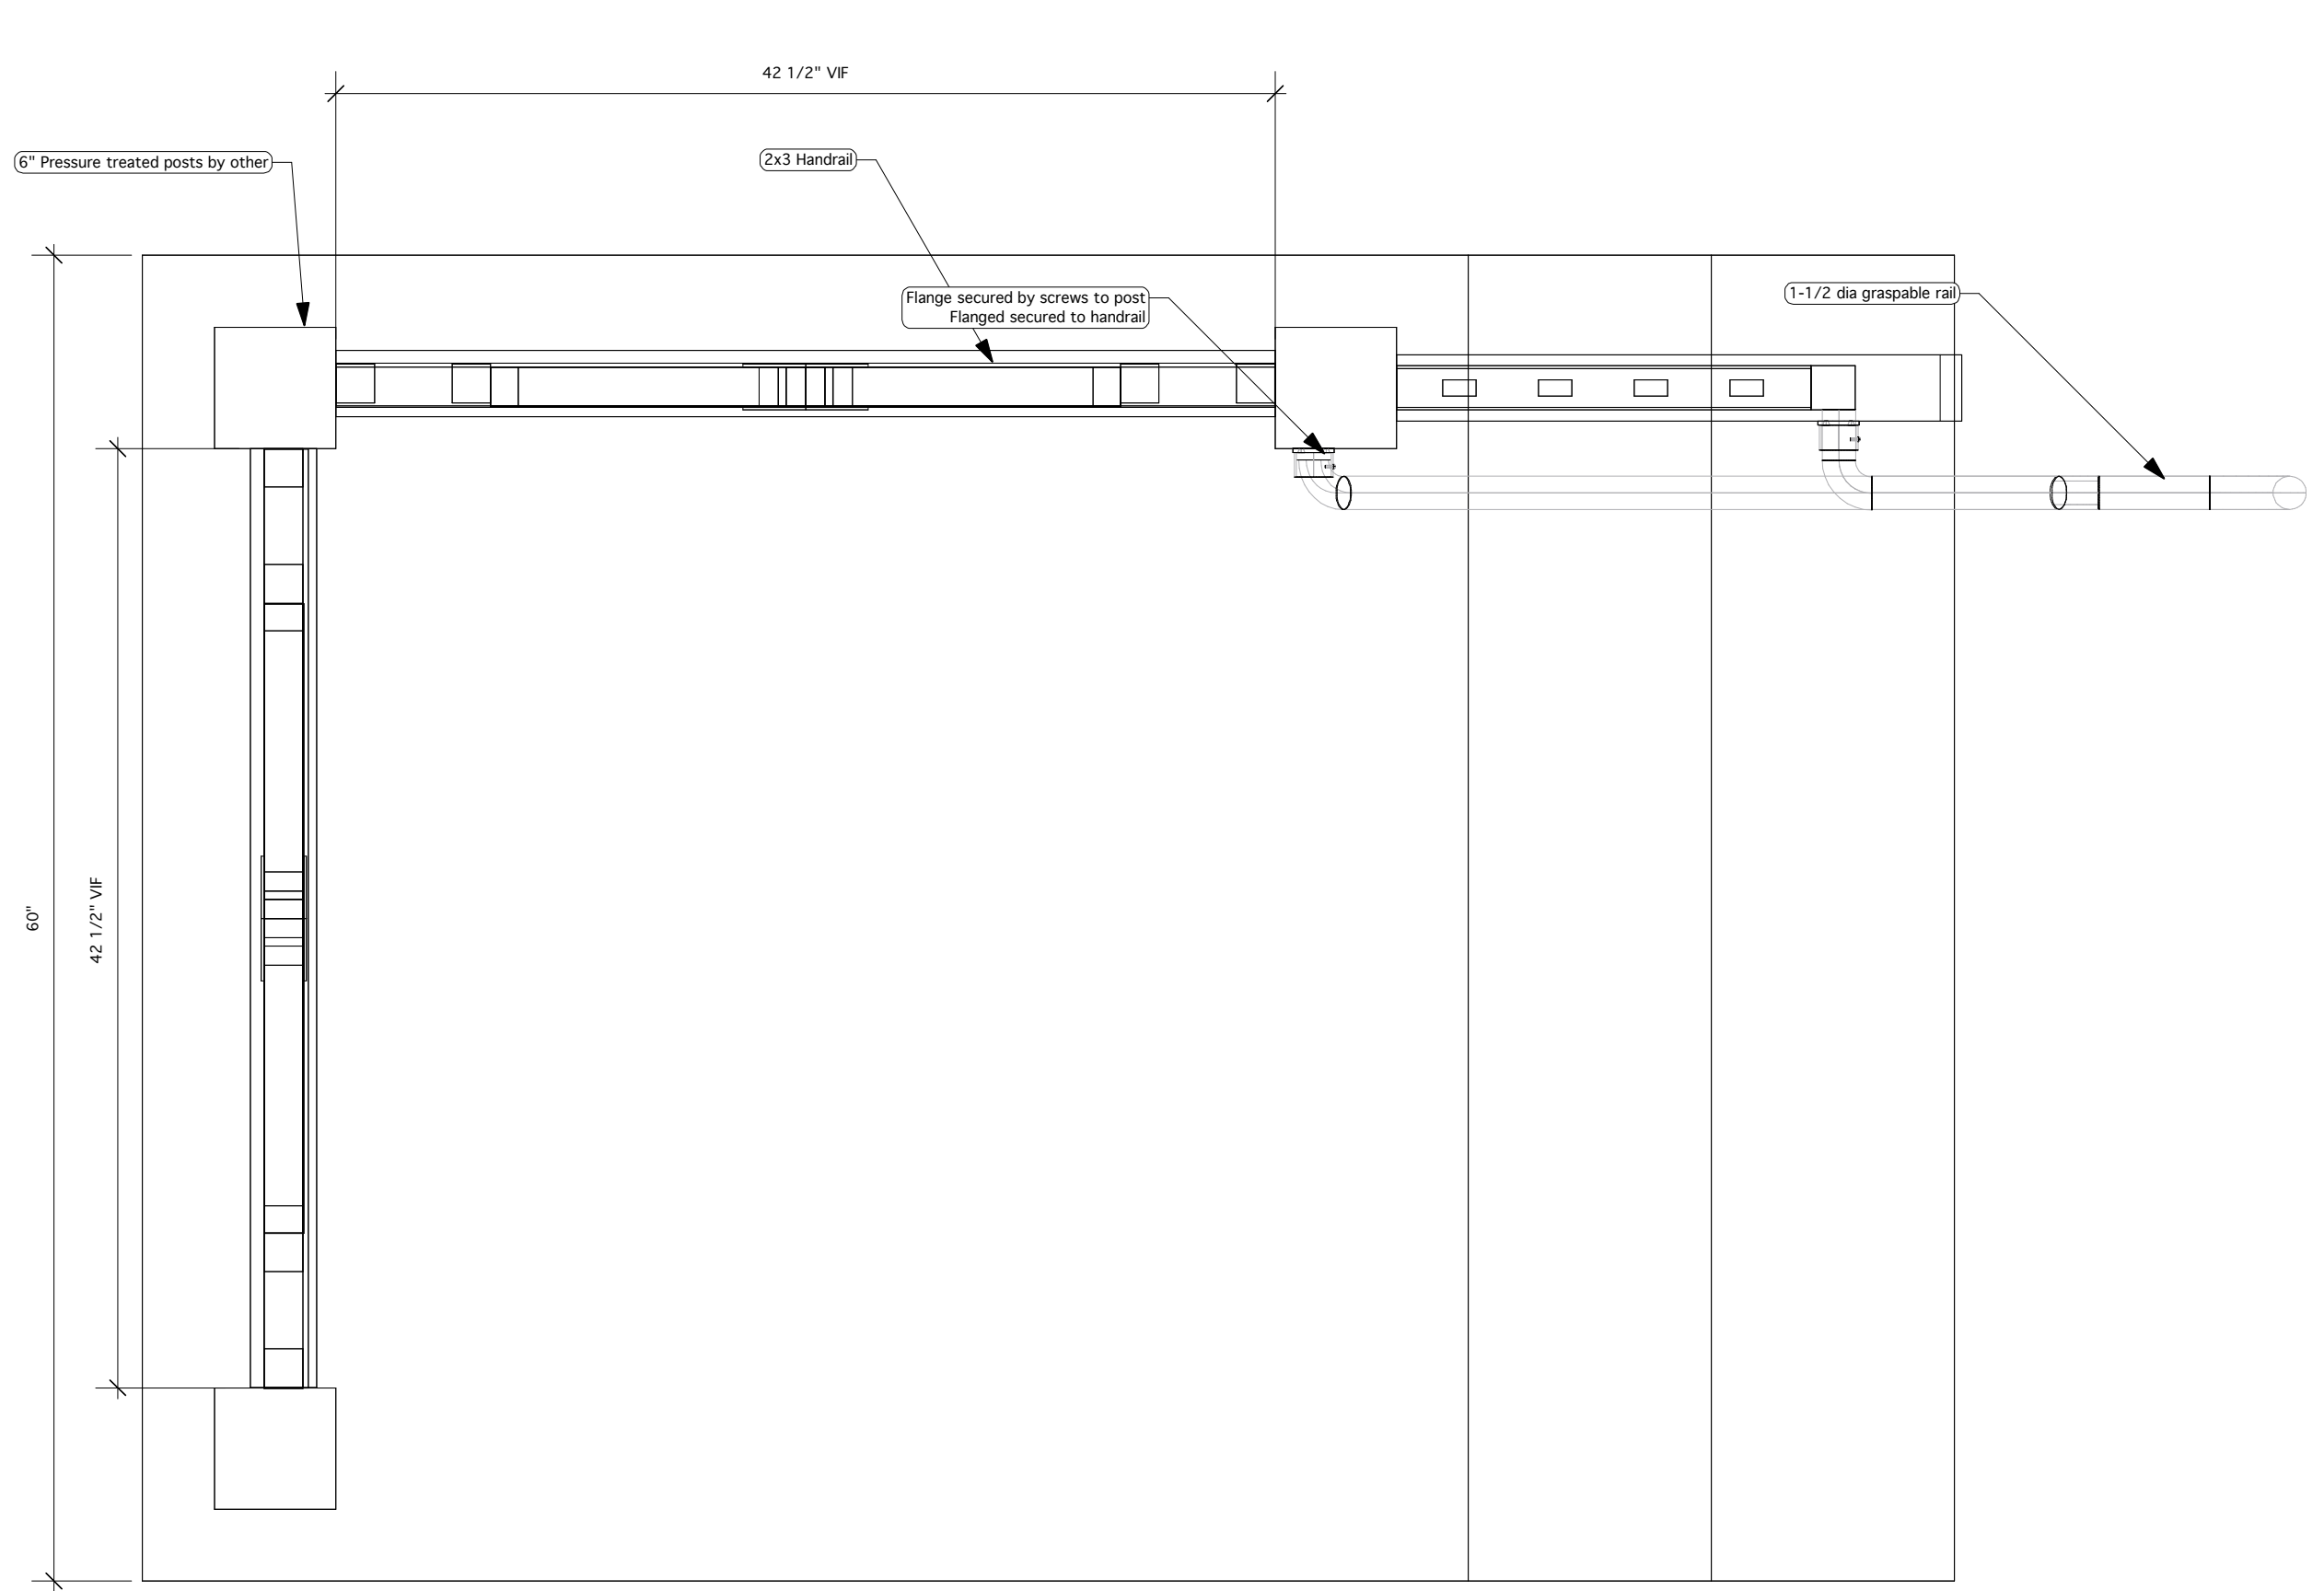 42 1/2" VIF
6" Pressure treated posts by other
2x3 Handrail
Flange secured by screws to post
Flanged secured to handrail
1-1/2 dia graspable rail
60"
42 1/2" VIF